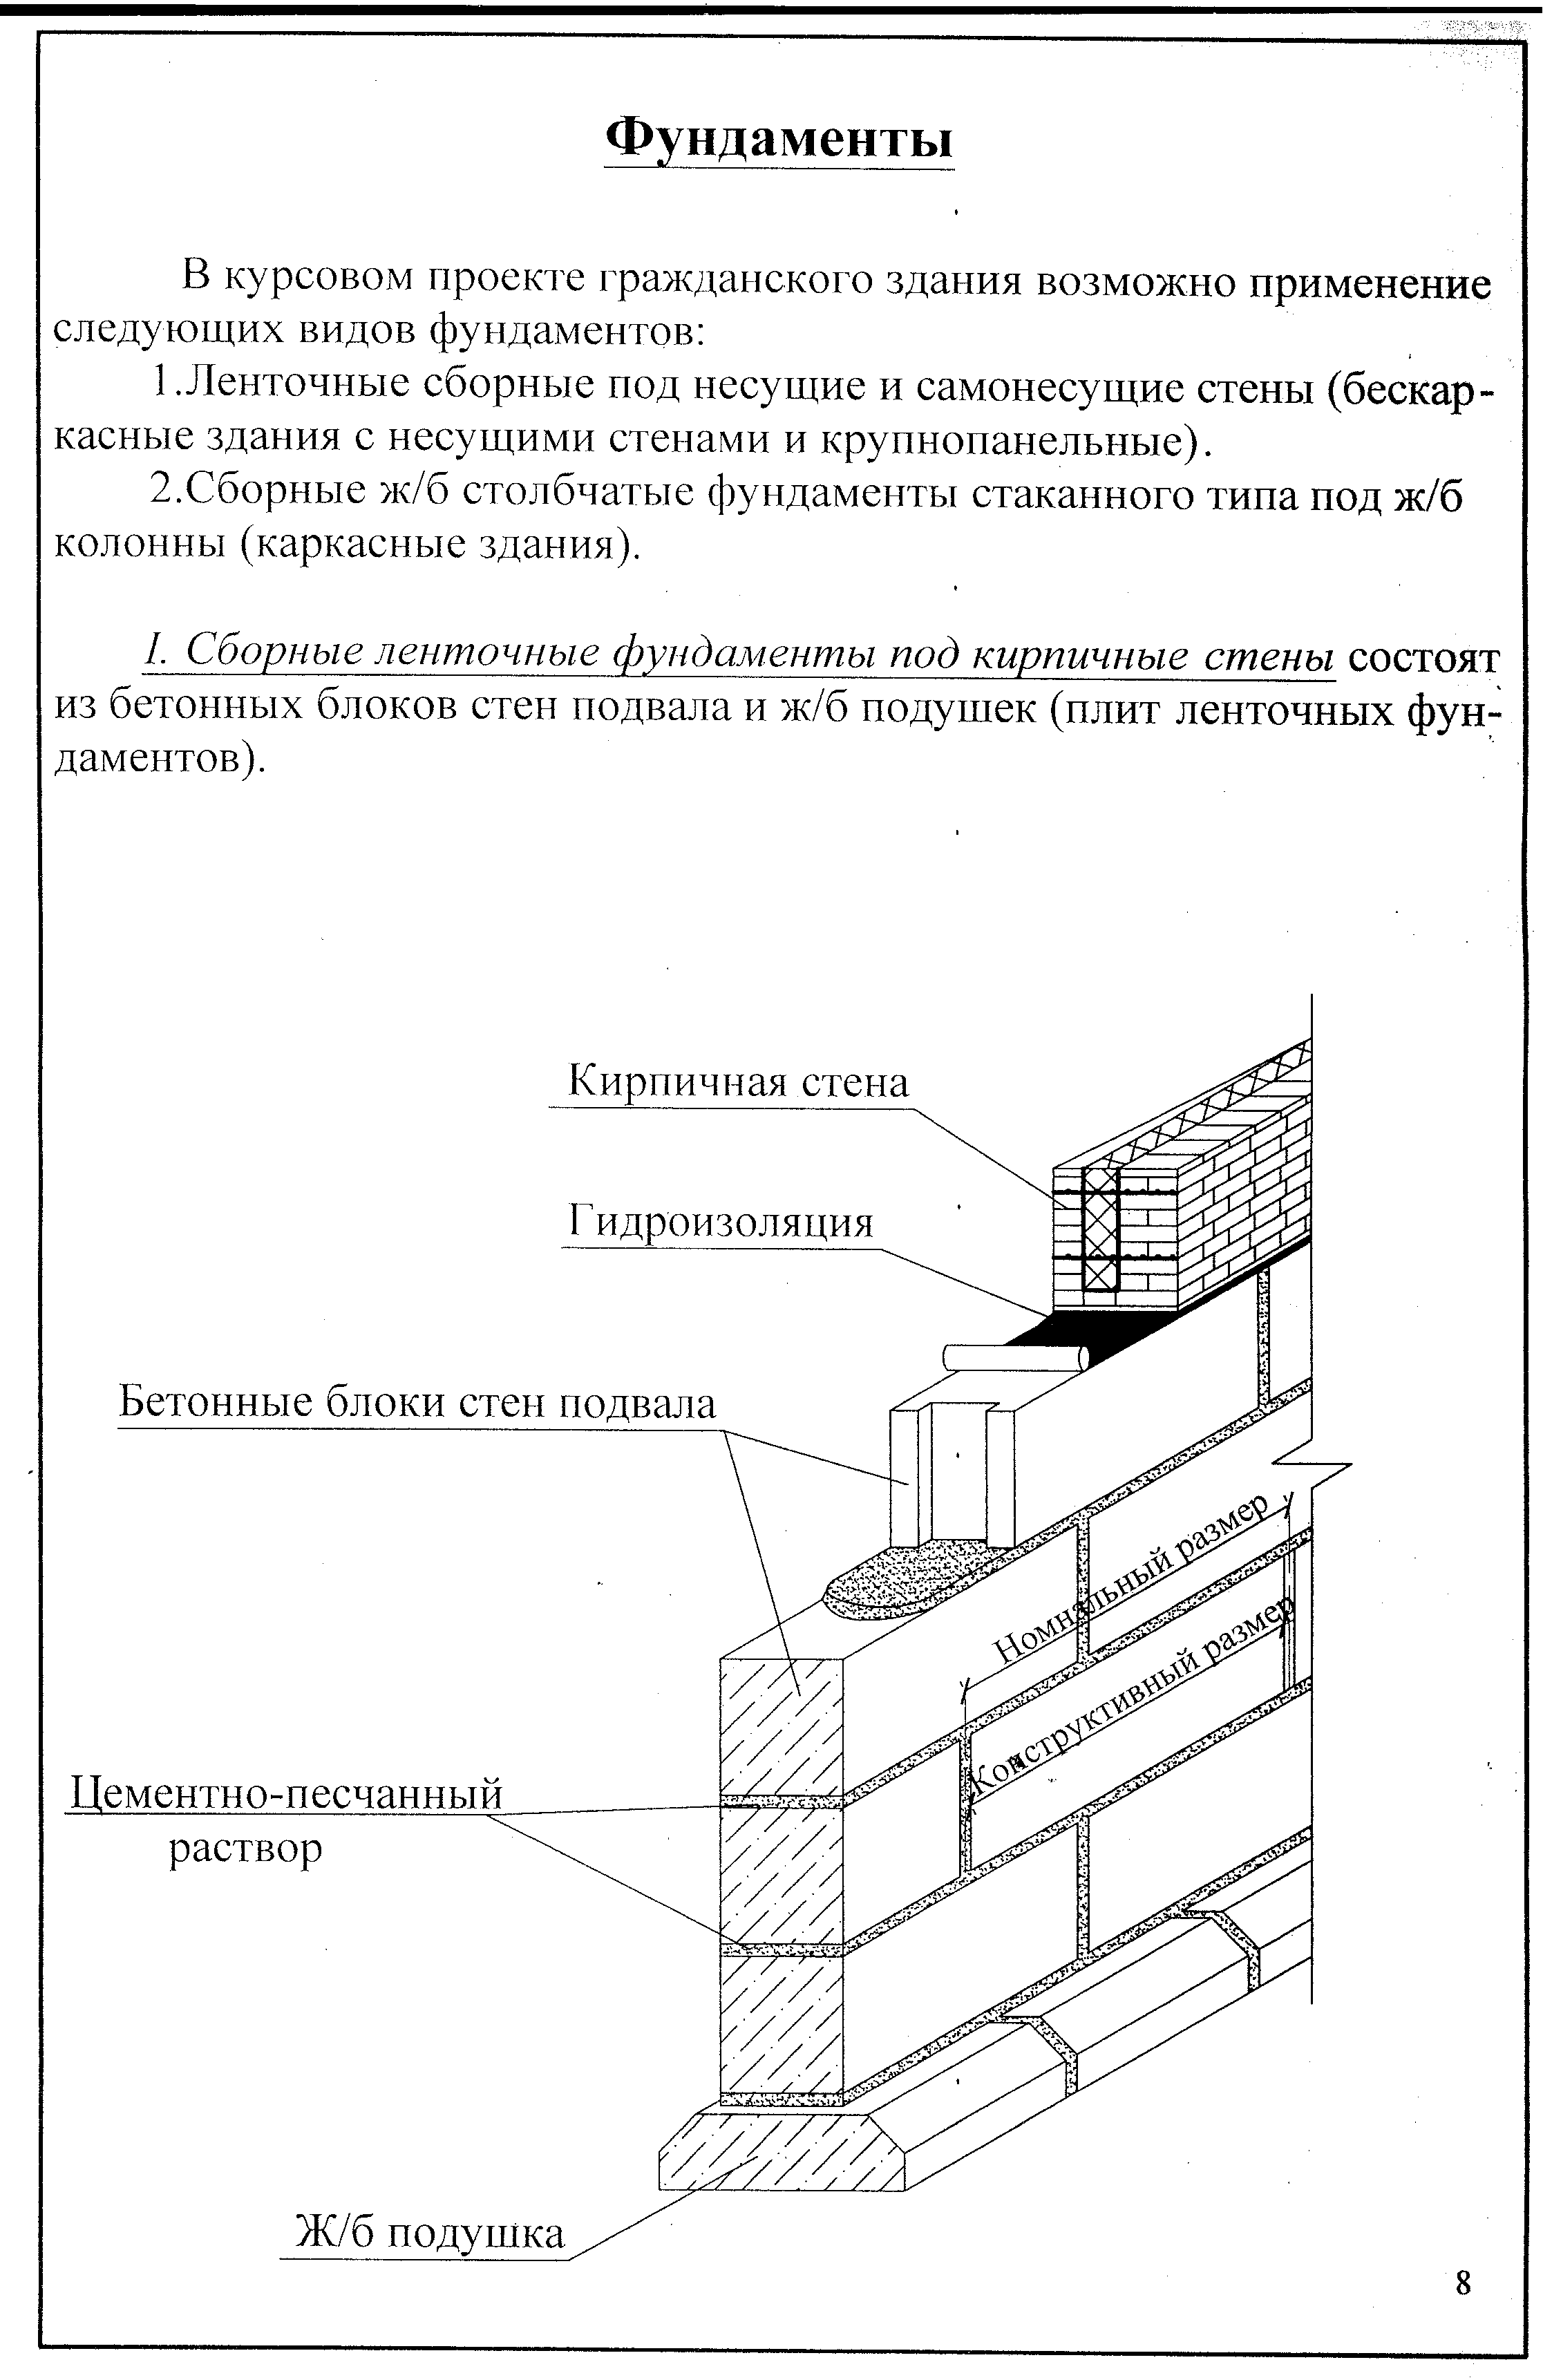 Фундаменты
В курсовом проекте гражданского здания возможно применение
следующих видов фундаментов:
1.Ленточные сборные под несущие и самонесущие стены (бескар-
касные здания с несущими стенами и крупнопанельные).
2.Сборные ж/б столбчатые фундаменты стаканного типа под ж/б
колонны (каркасные здания).
I. Сборные ленточные фундаменты под кирпичные стены состоят
из бетонных блоков стен подвала и ж/б подушек (плит ленточных фун-
даментов).
Кирпичная стена
Гидроизоляция
Бетонные блоки стен подвала
Номнальный размер
Конструктивный размер
Цементно-песчанный
раствор
Ж/б подушка
8